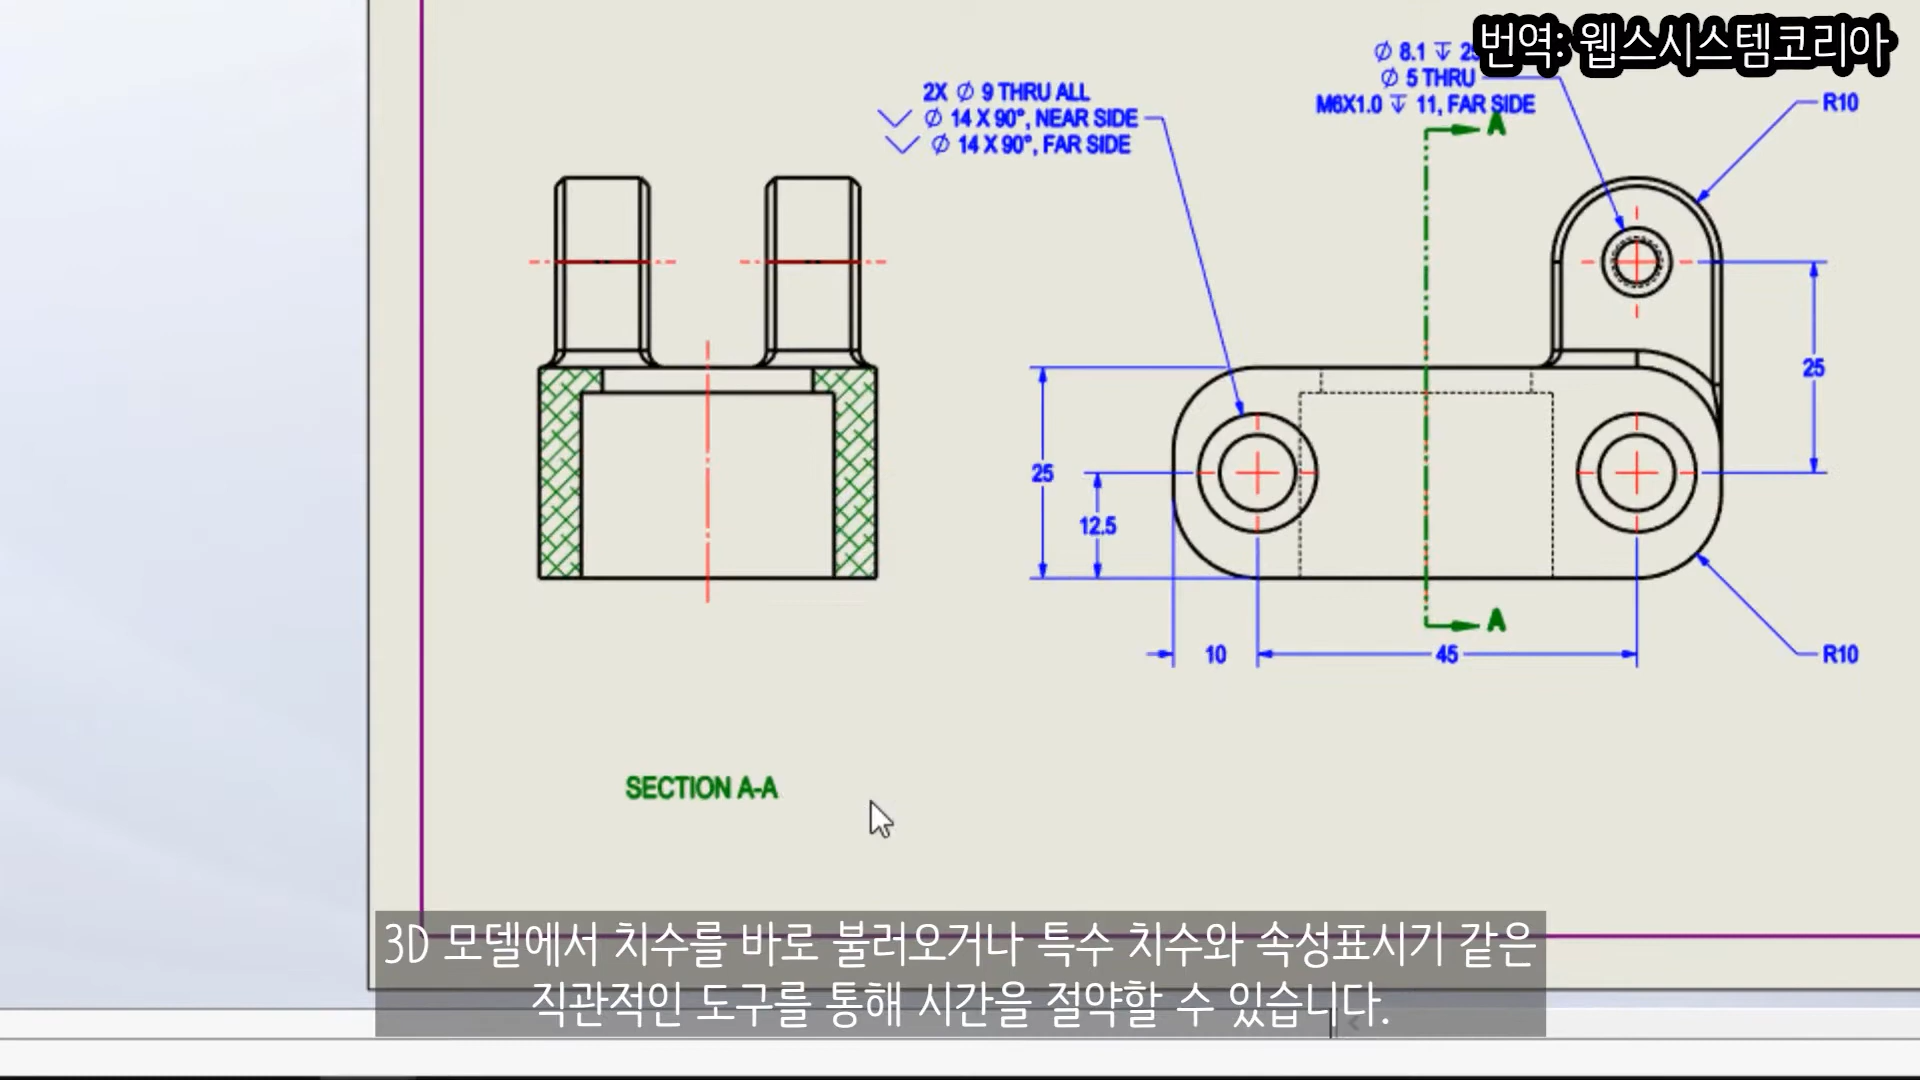 번역: 웹스시스템코리아
⌀ 8.1 ↧
⌀ 5 THRU
M6X1.0 ↧ 11, FAR SIDE
2X ⌀ 9 THRU ALL
⌵ ⌀ 14 X 90°, NEAR SIDE
⌵ ⌀ 14 X 90°, FAR SIDE
R10
A
25
25
12.5
A
10
45
R10
SECTION A-A
3D 모델에서 치수를 바로 불러오거나 특수 치수와 속성표시기 같은
직관적인 도구를 통해 시간을 절약할 수 있습니다.